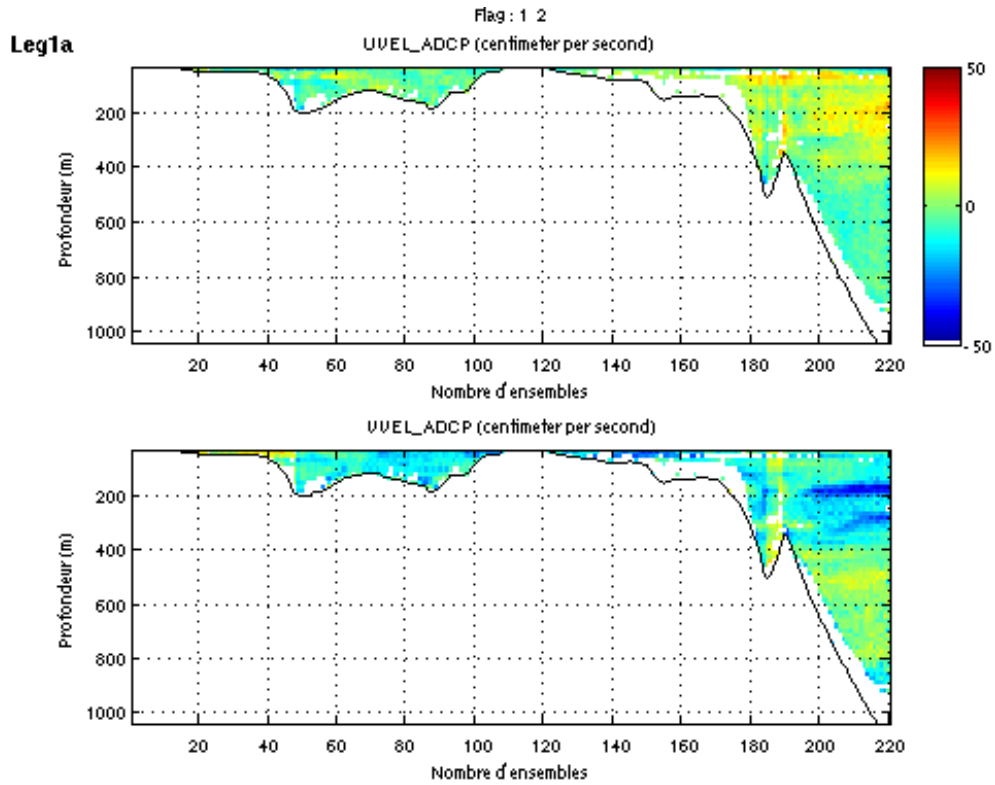 Flag : 1 2
Leg1a
UVEL_ADCP (centimeter per second)
Profondeur (m)
200
400
600
800
1000
20 40 60 80 100 120 140 160 180 200 220
Nombre d'ensembles
50
0
-50
VVEL_ADCP (centimeter per second)
Profondeur (m)
200
400
600
800
1000
20 40 60 80 100 120 140 160 180 200 220
Nombre d'ensembles